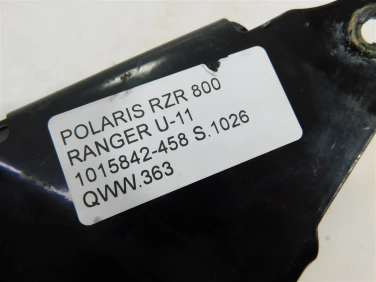 POLARIS RZR 800
RANGER U-11
1015842-458 S.1026
QWW.363